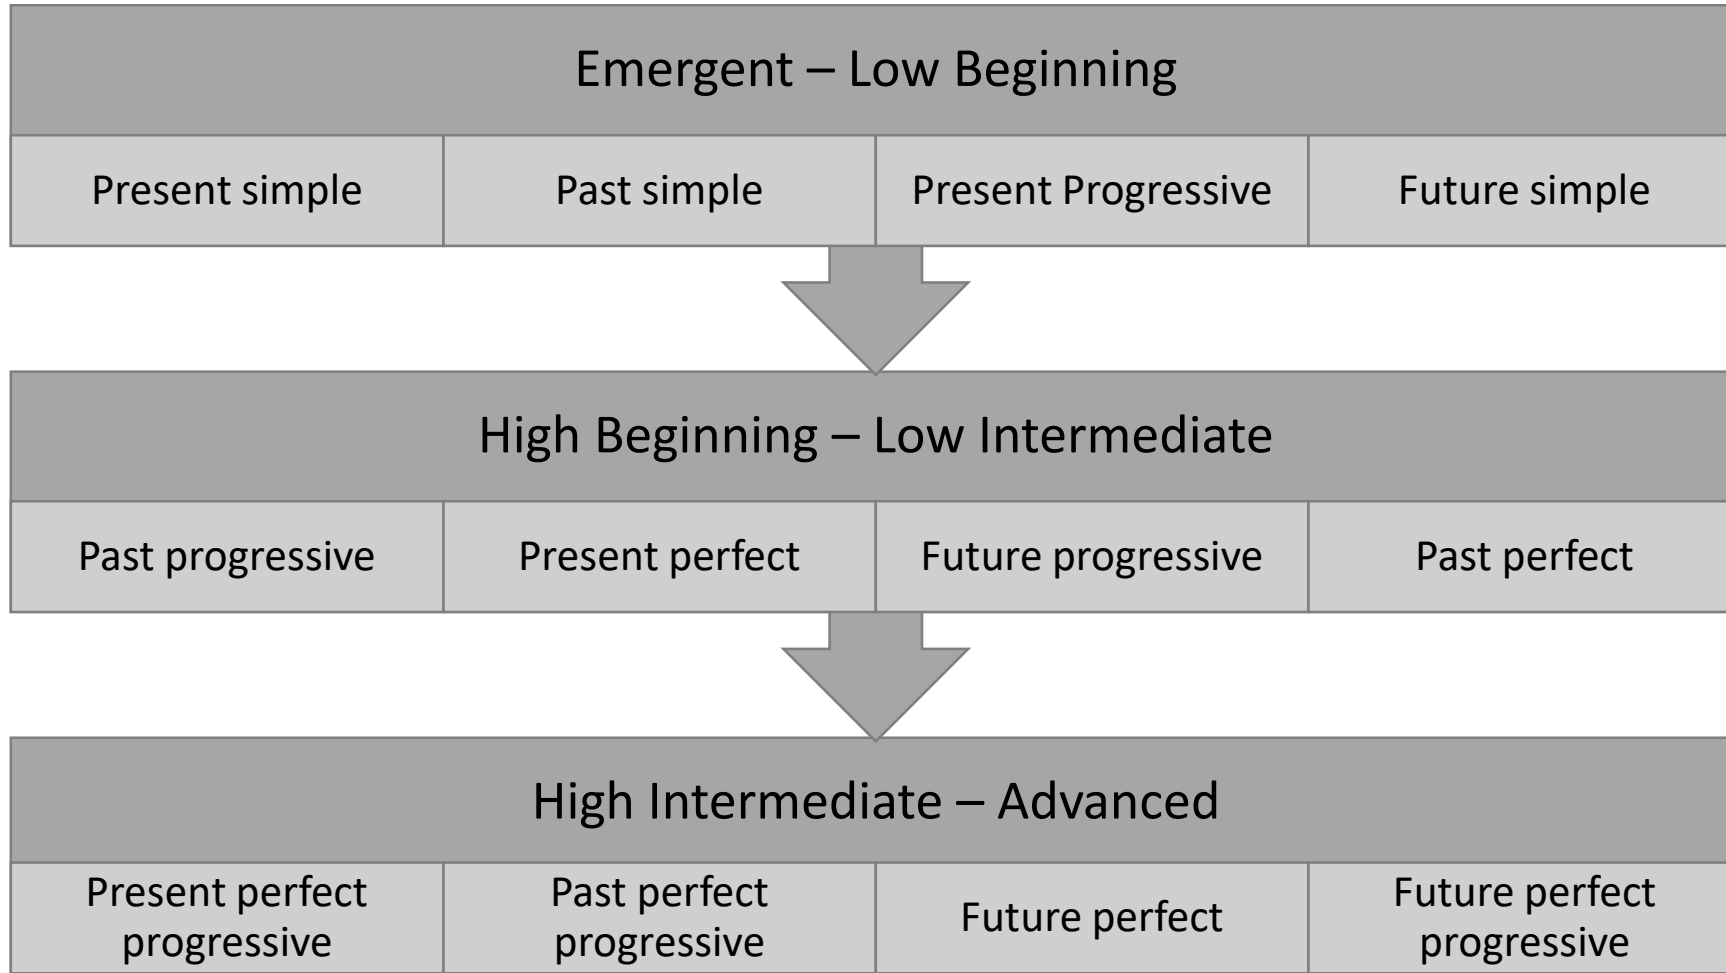 Emergent – Low Beginning
Present simple
Past simple
Present Progressive
Future simple
High Beginning – Low Intermediate
Past progressive
Present perfect
Future progressive
Past perfect
High Intermediate – Advanced
Present perfect
progressive
Past perfect
progressive
Future perfect
Future perfect
progressive